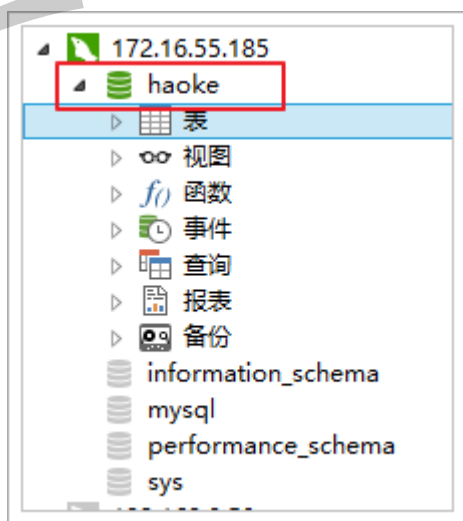 172.16.55.185
haoke
表
视图
f() 函数
事件
查询
报表
备份
information_schema
mysql
performance_schema
sys